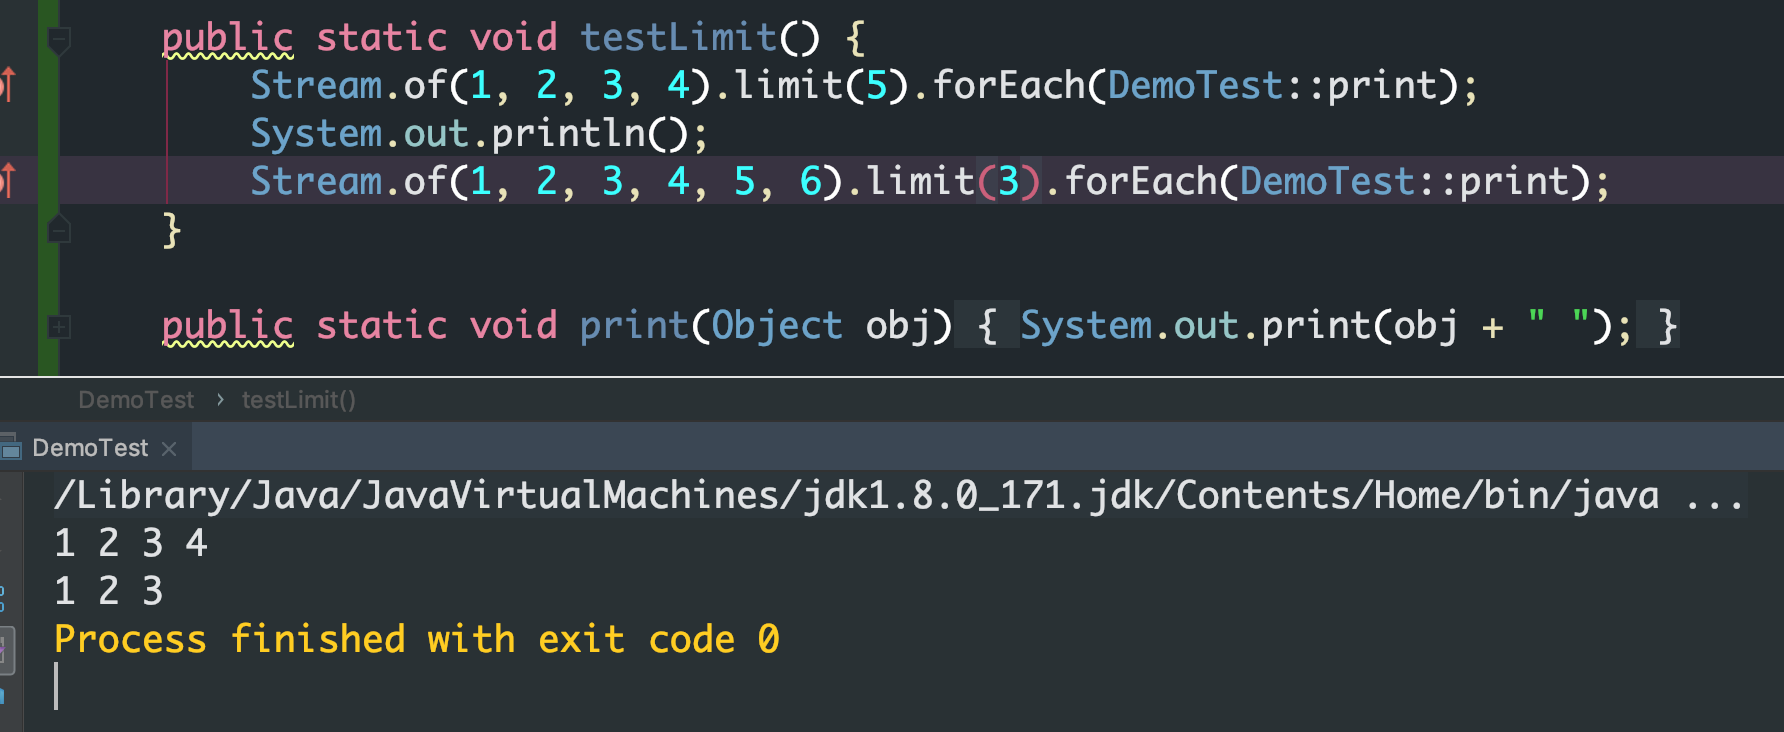 public static void testLimit() {
Stream.of(1, 2, 3, 4).limit(5).forEach(DemoTest::print);
System.out.println();
Stream.of(1, 2, 3, 4, 5, 6).limit(3).forEach(DemoTest::print);
}
public static void print(Object obj) { System.out.print(obj + " "); }
DemoTest › testLimit()
DemoTest ×
/Library/Java/JavaVirtualMachines/jdk1.8.0_171.jdk/Contents/Home/bin/java ...
1 2 3 4
1 2 3
Process finished with exit code 0